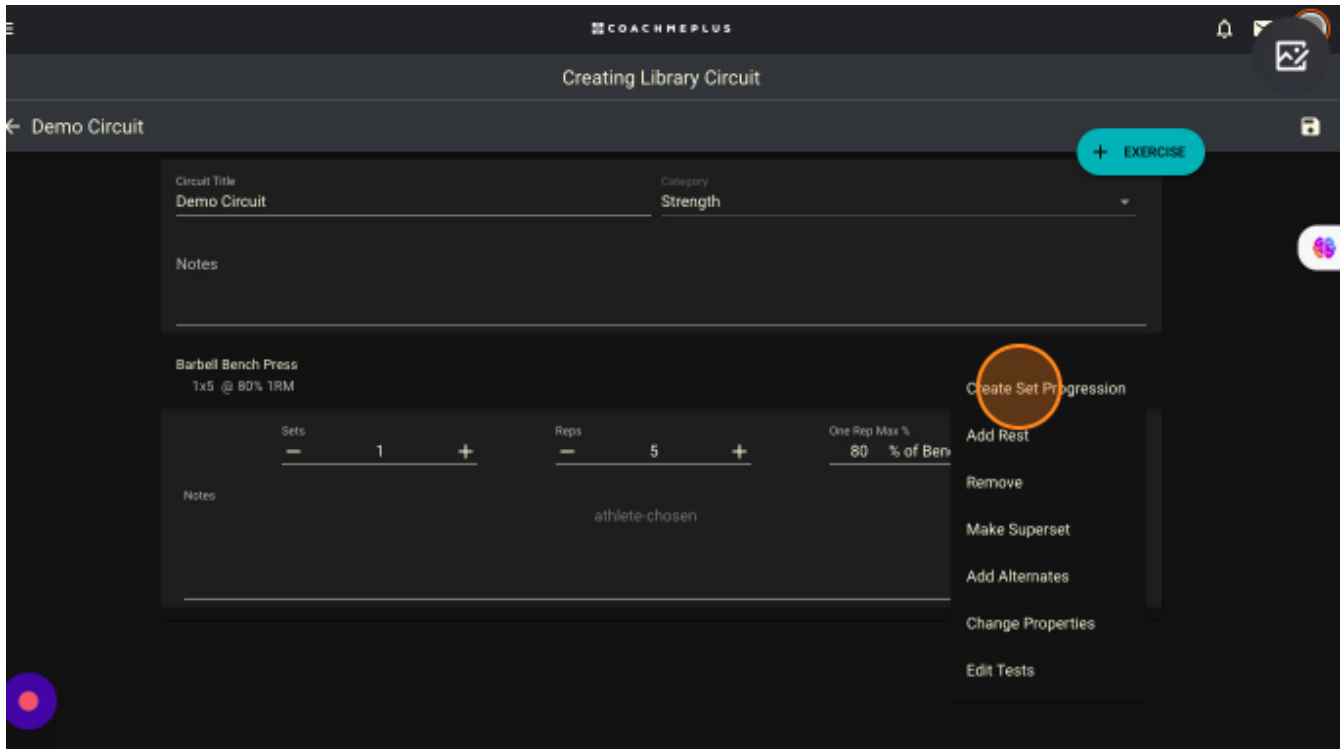 COACHMEPLUS
Creating Library Circuit
Demo Circuit
+ EXERCISE
Circuit Title
Demo Circuit
Category
Strength
Notes
Barbell Bench Press
1x5 @ 80% 1RM
Sets
1
Reps
5
One Rep Max %
80 % of Ben
Notes
athlete-chosen
Create Set Progression
Add Rest
Remove
Make Superset
Add Alternates
Change Properties
Edit Tests